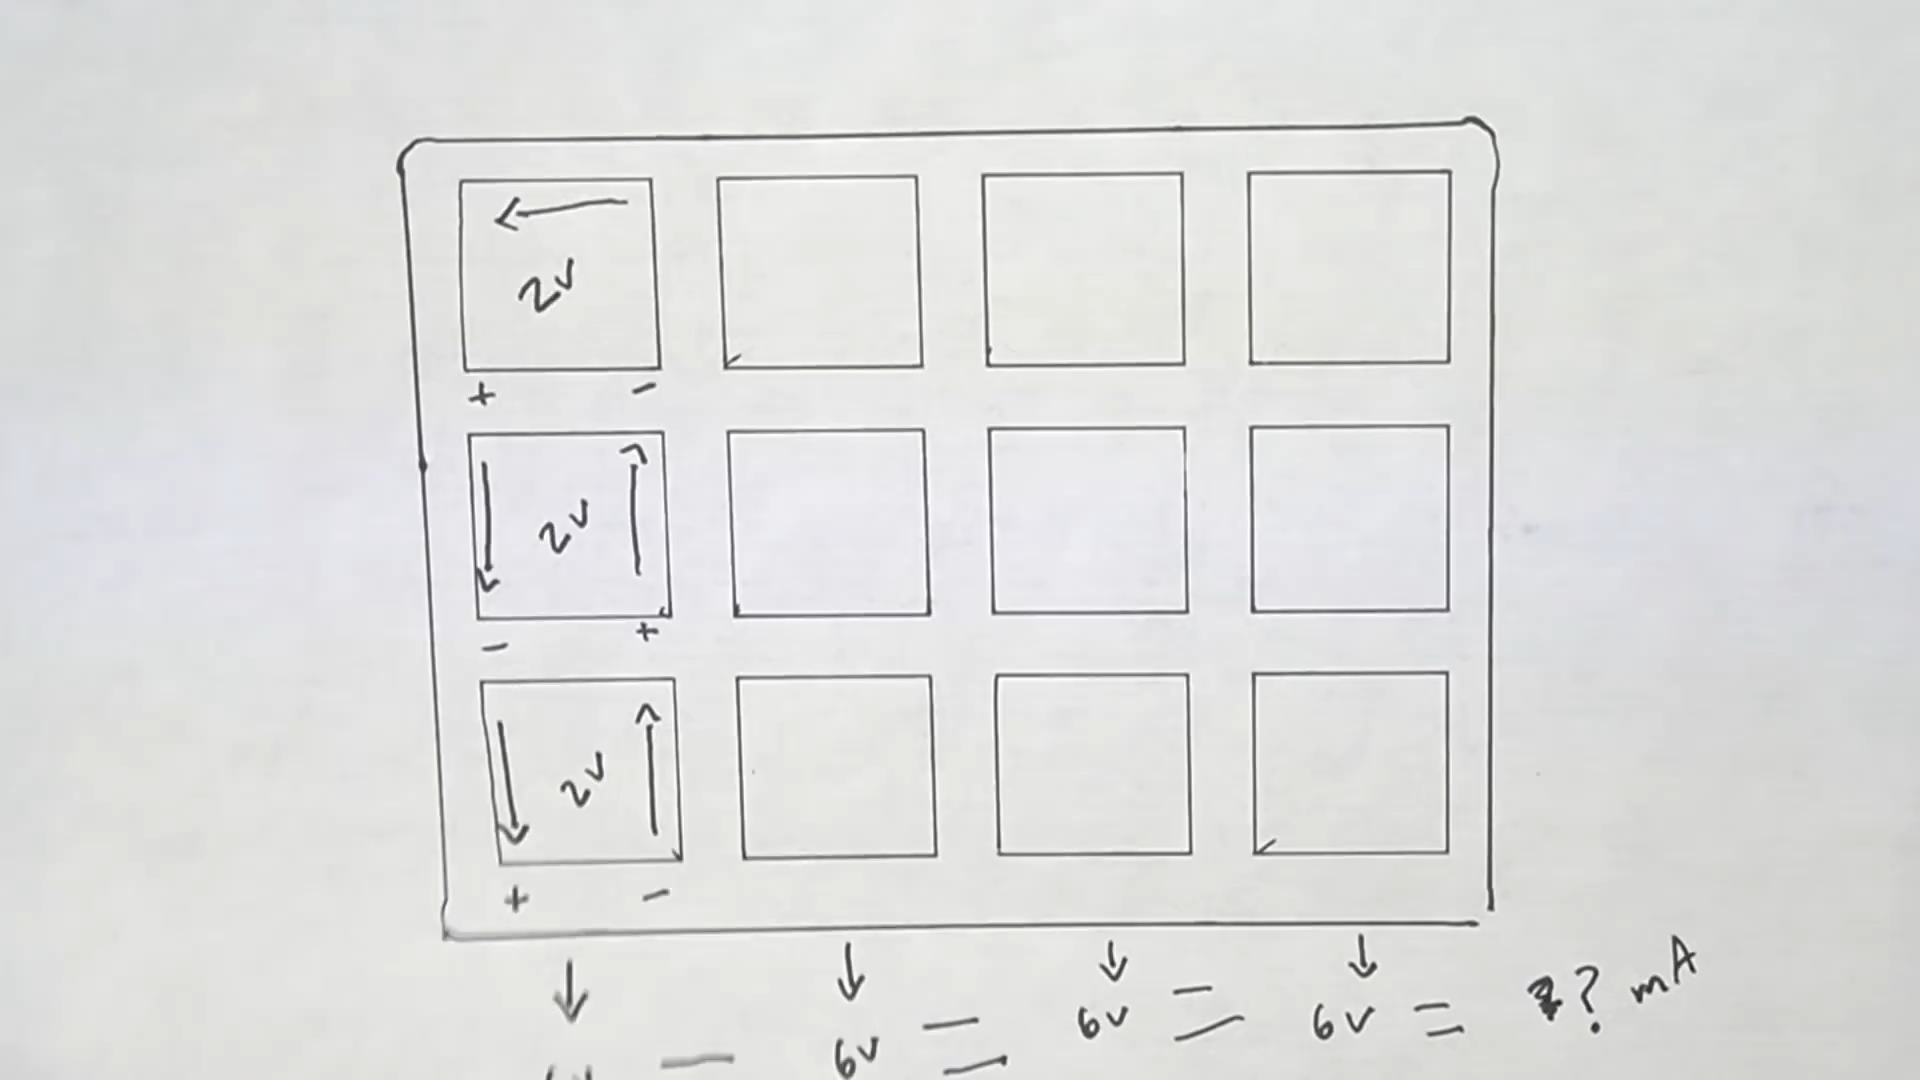 2V
+ -
2V
- +
2V
+ -
6V = 6V = 6V = ? mA